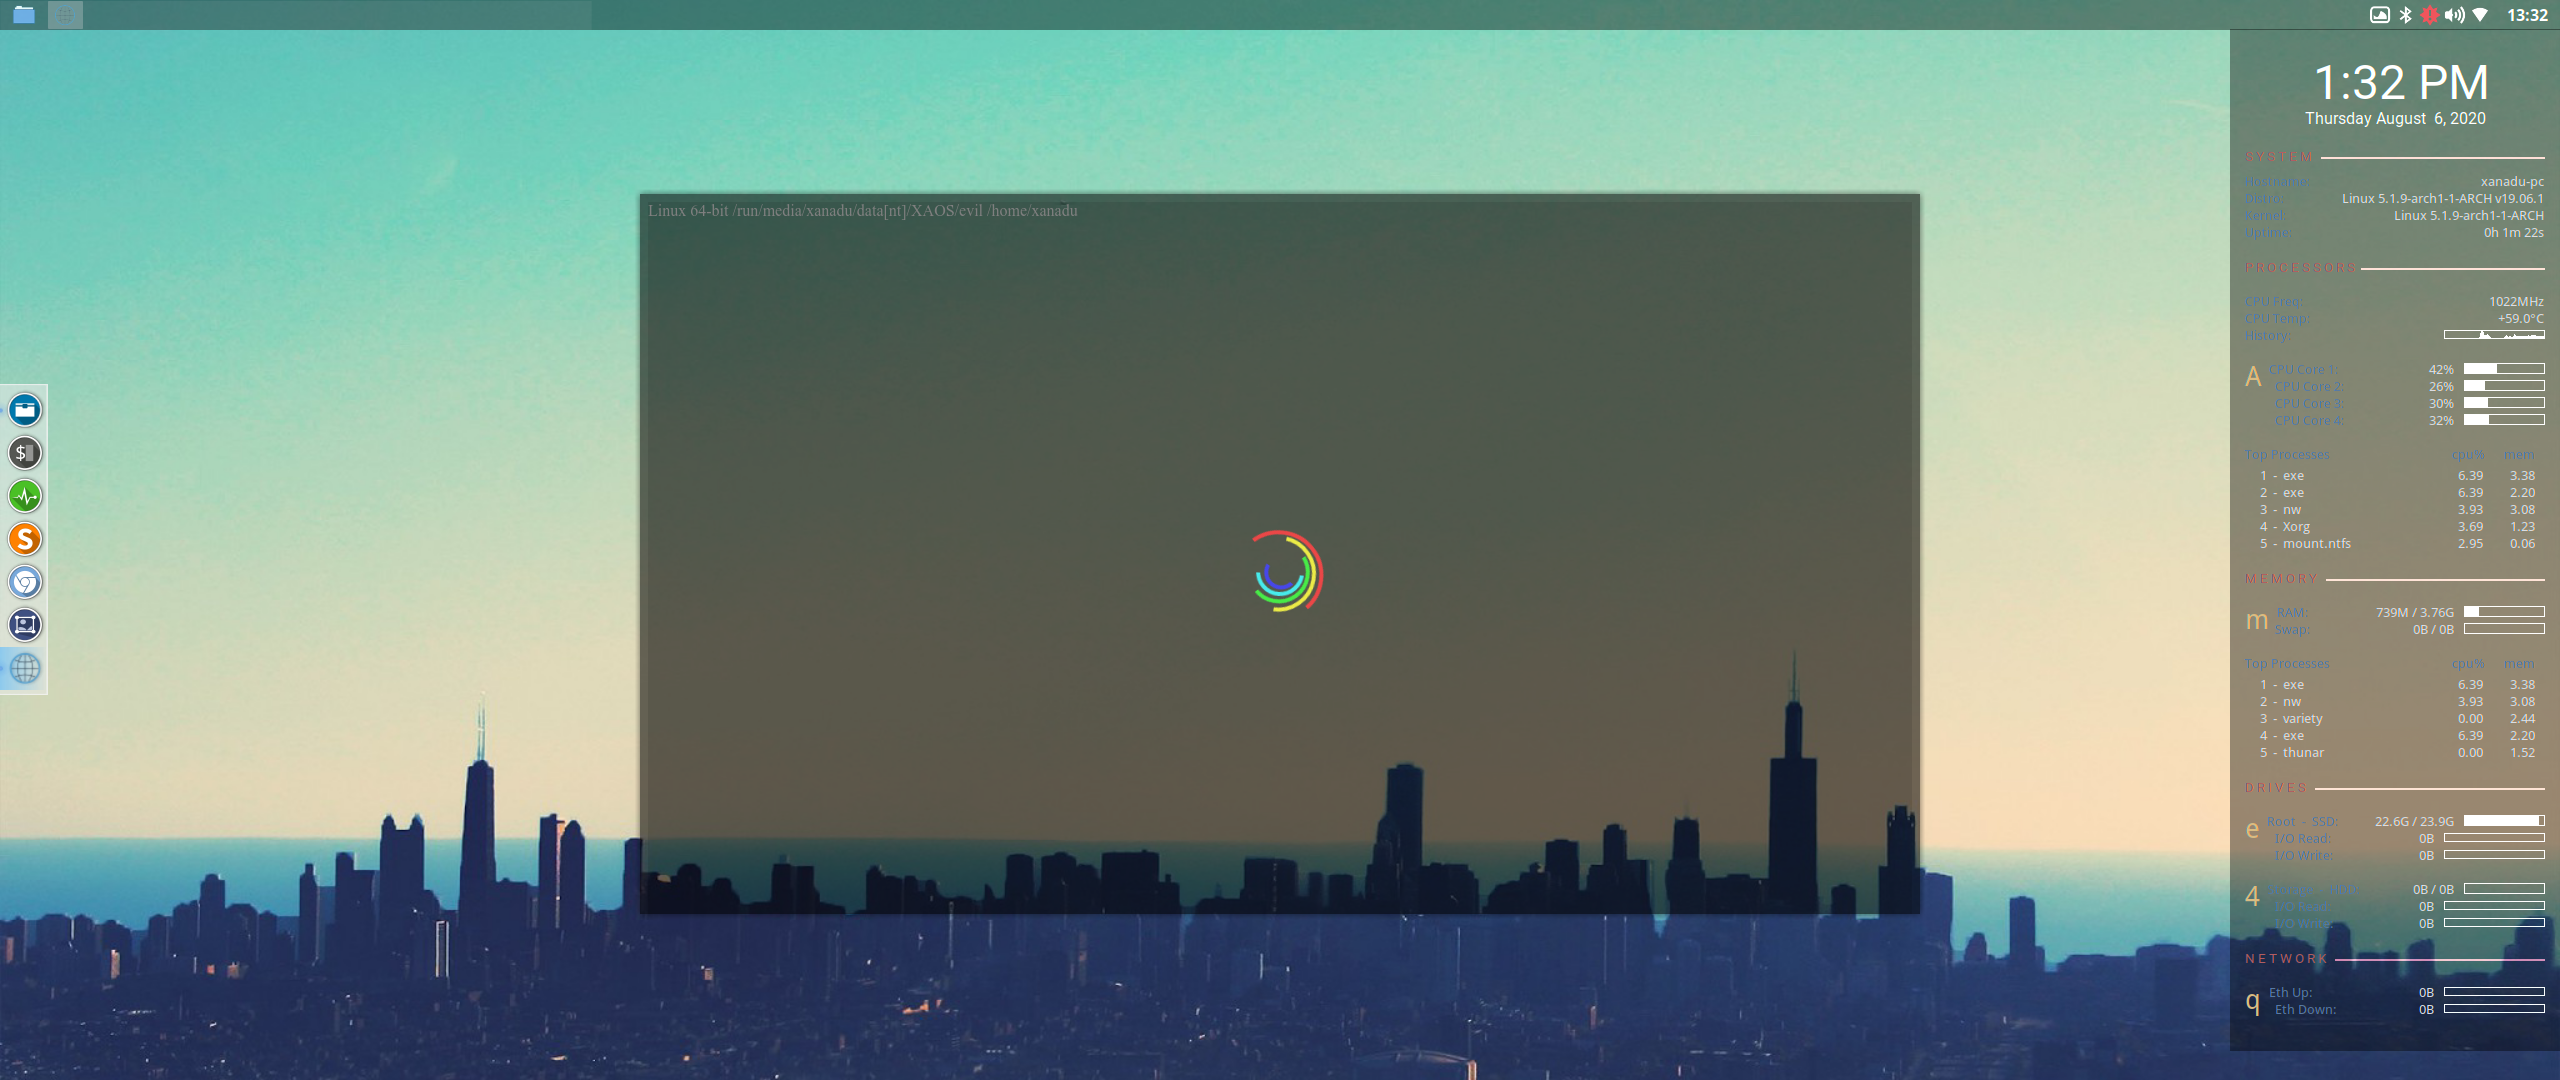 13:32
1:32 PM
Thursday August 6, 2020
SYSTEM
Hostname: xanadu-pc
Distro: Linux 5.1.9-arch1-1-ARCH v19.06.1
Kernel: Linux 5.1.9-arch1-1-ARCH
Uptime: 0h 1m 22s
PROCESSORS
CPU Freq: 1022MHz
CPU Temp: +59.0°C
History:
A CPU Core 1: 42%
CPU Core 2: 26%
CPU Core 3: 30%
CPU Core 4: 32%
Top Processes cpu% mem
1 - exe 6.39 3.38
2 - exe 6.39 2.20
3 - nw 3.93 3.08
4 - Xorg 3.69 1.23
5 - mount.ntfs 2.95 0.06
MEMORY
m RAM: 739M / 3.76G
Swap: 0B / 0B
Top Processes cpu% mem
1 - exe 6.39 3.38
2 - nw 3.93 3.08
3 - variety 0.00 2.44
4 - exe 6.39 2.20
5 - thunar 0.00 1.52
DRIVES
e Root - SSD: 22.6G / 23.9G
I/O Read: 0B
I/O Write: 0B
4 0B / 0B
I/O Read: 0B
I/O Write: 0B
NETWORK
q Eth Up: 0B
Eth Down: 0B
Linux 64-bit /run/media/xanadu/data[nt]/XAOS/evil /home/xanadu
$
S